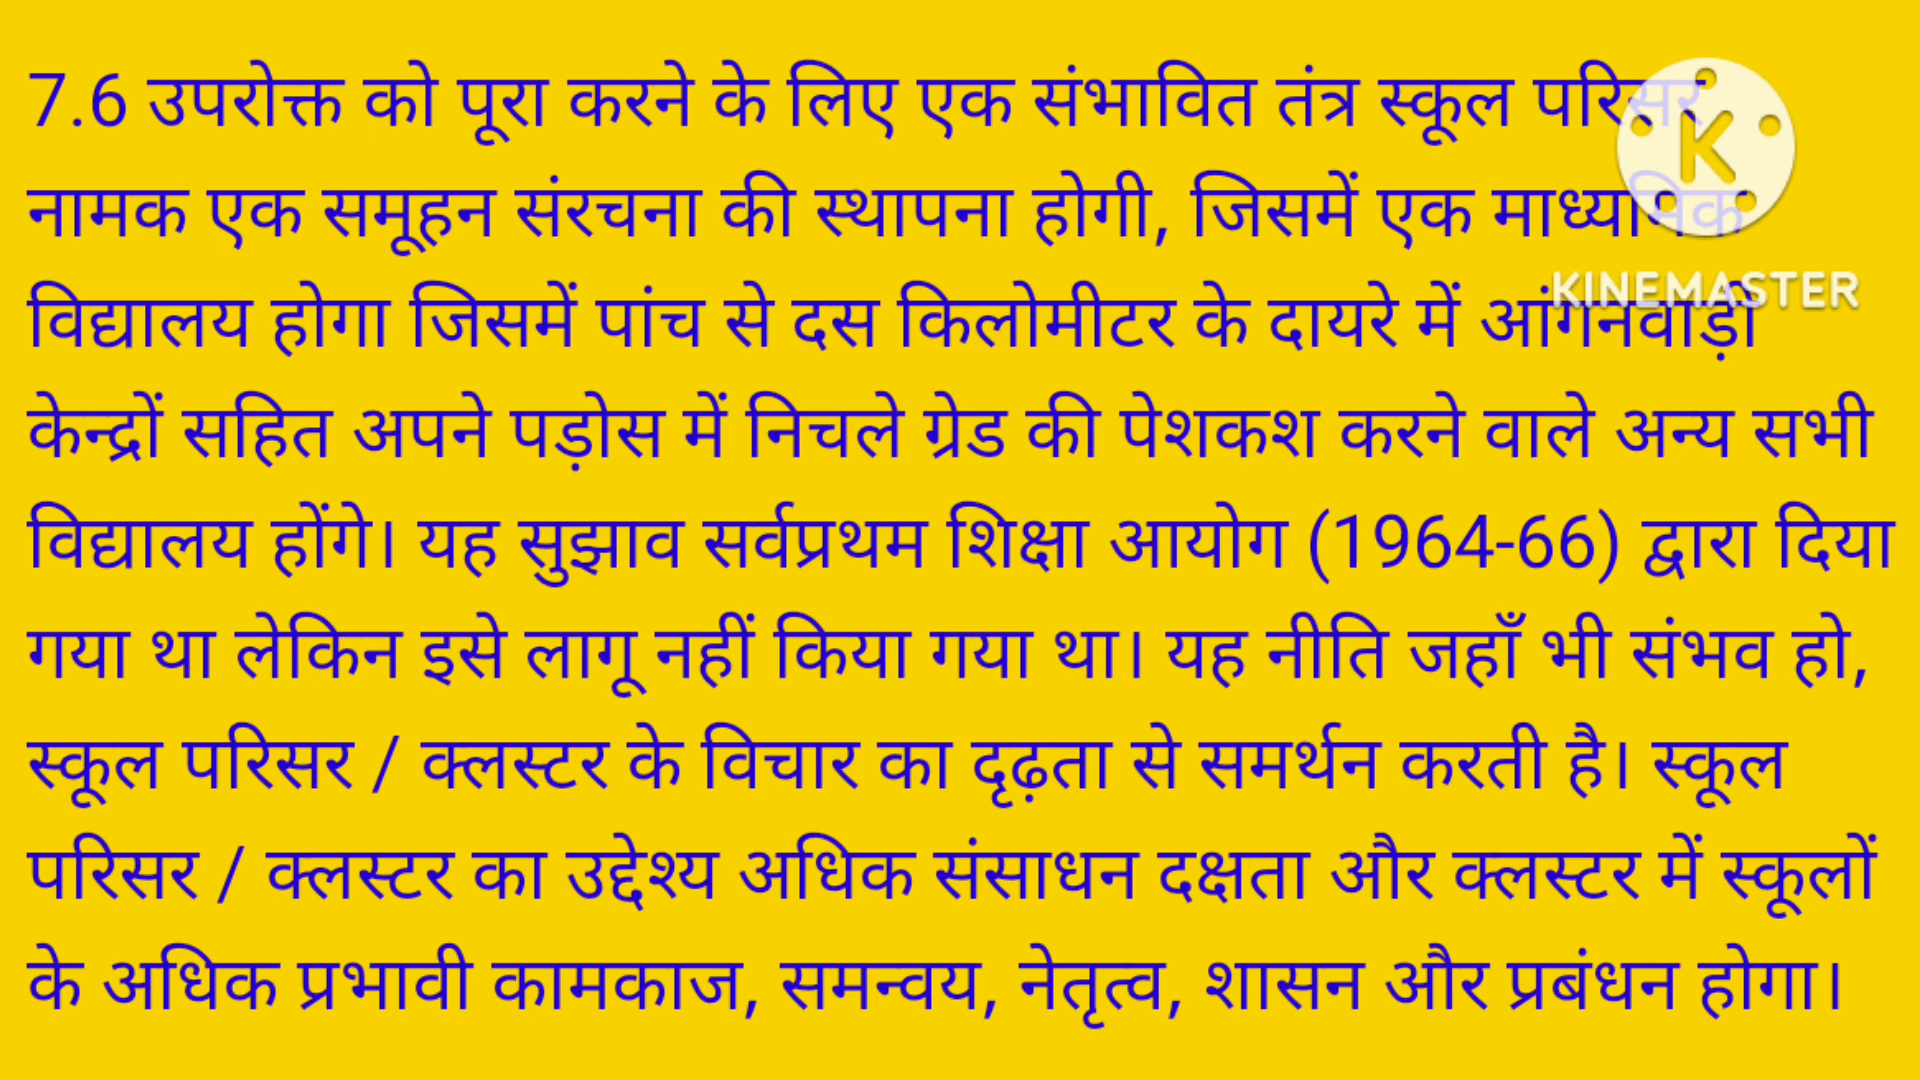 7.6 उपरोक्त को पूरा करने के लिए एक संभावित तंत्र स्कूल परिसर
नामक एक समूहन संरचना की स्थापना होगी, जिसमें एक माध्यमिक
विद्यालय होगा जिसमें पांच से दस किलोमीटर के दायरे में आंगनवाड़ी
केन्द्रों सहित अपने पड़ोस में निचले ग्रेड की पेशकश करने वाले अन्य सभी
विद्यालय होंगे। यह सुझाव सर्वप्रथम शिक्षा आयोग (1964-66) द्वारा दिया
गया था लेकिन इसे लागू नहीं किया गया था। यह नीति जहाँ भी संभव हो,
स्कूल परिसर / क्लस्टर के विचार का दृढ़ता से समर्थन करती है। स्कूल
परिसर / क्लस्टर का उद्देश्य अधिक संसाधन दक्षता और क्लस्टर में स्कूलों
के अधिक प्रभावी कामकाज, समन्वय, नेतृत्व, शासन और प्रबंधन होगा।
K
KINEMASTER